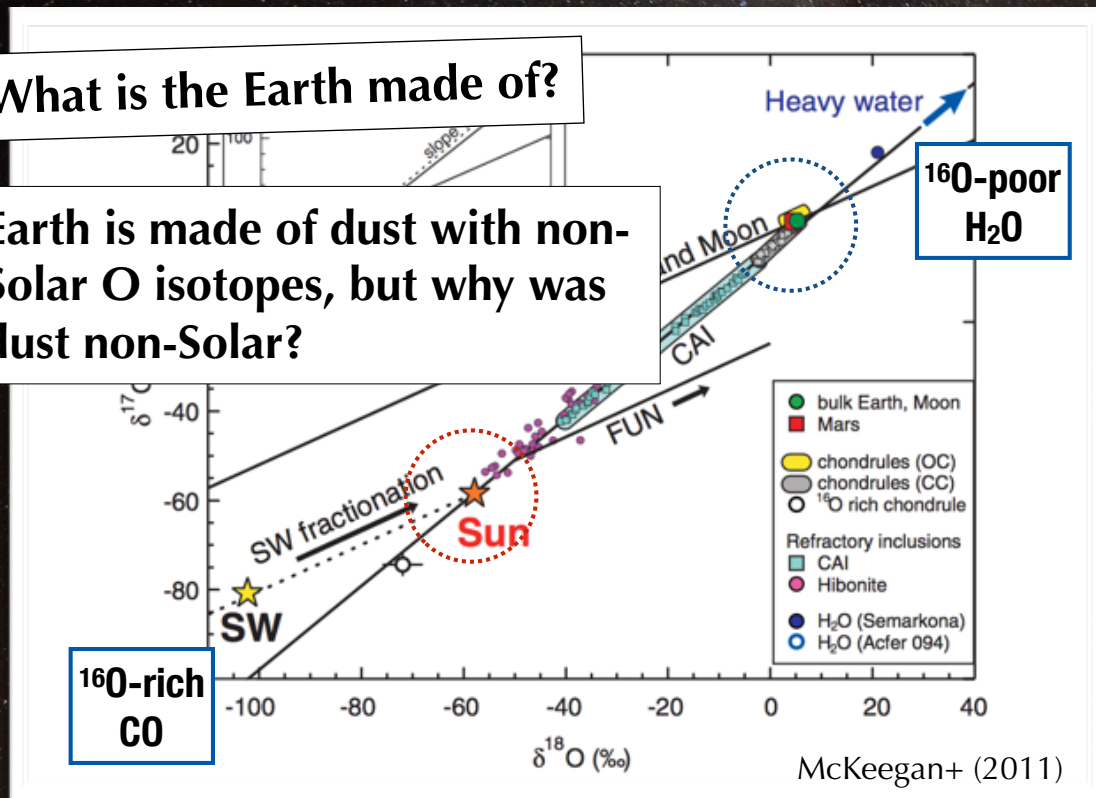 What is the Earth made of?
Heavy water
20
100
slope
16O-poor
H2O
Earth is made of dust with non-
Solar O isotopes, but why was
dust non-Solar?
and Moon
CAI
δ17O
-40
FUN
SW fractionation
-60
Sun
-80
SW
bulk Earth, Moon
Mars
chondrules (OC)
chondrules (CC)
16O rich chondrule
Refractory inclusions
CAI
Hibonite
H2O (Semarkona)
H2O (Acfer 094)
16O-rich
CO
-100 -80 -60 -40 -20 0 20 40
δ18O (‰)
McKeegan+ (2011)